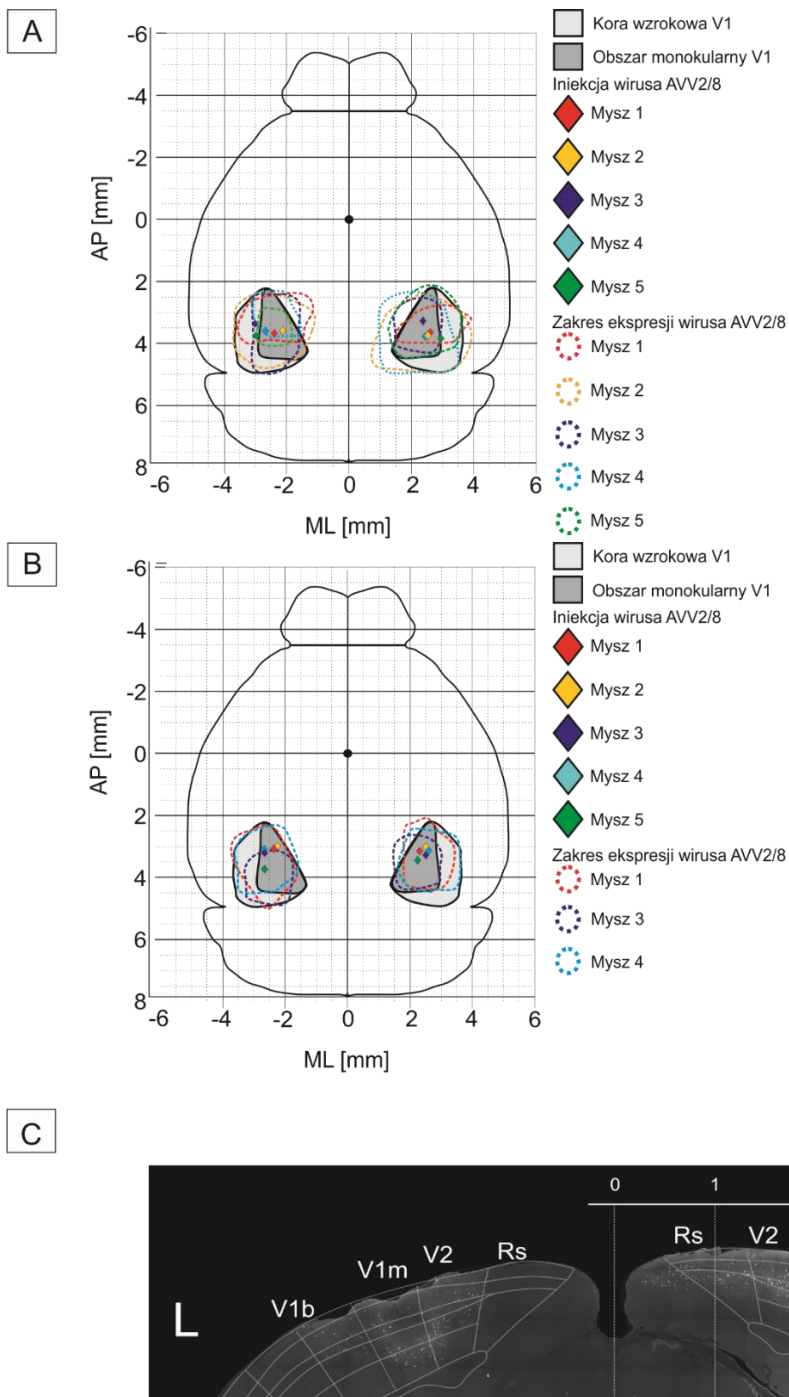 A
-6
-4
-2
0
2
4
6
8
AP [mm]
-6 -4 -2 0 2 4 6
ML [mm]
Kora wzrokowa V1
Obszar monokularny V1
Iniekcja wirusa AVV2/8
Mysz 1
Mysz 2
Mysz 3
Mysz 4
Mysz 5
Zakres ekspresji wirusa AVV2/8
Mysz 1
Mysz 2
Mysz 3
Mysz 4
Mysz 5
B
-6
-4
-2
0
2
4
6
8
AP [mm]
-6 -4 -2 0 2 4 6
ML [mm]
Kora wzrokowa V1
Obszar monokularny V1
Iniekcja wirusa AVV2/8
Mysz 1
Mysz 2
Mysz 3
Mysz 4
Mysz 5
Zakres ekspresji wirusa AVV2/8
Mysz 1
Mysz 3
Mysz 4
C
0 1
L V1b V1m V2 Rs Rs V2